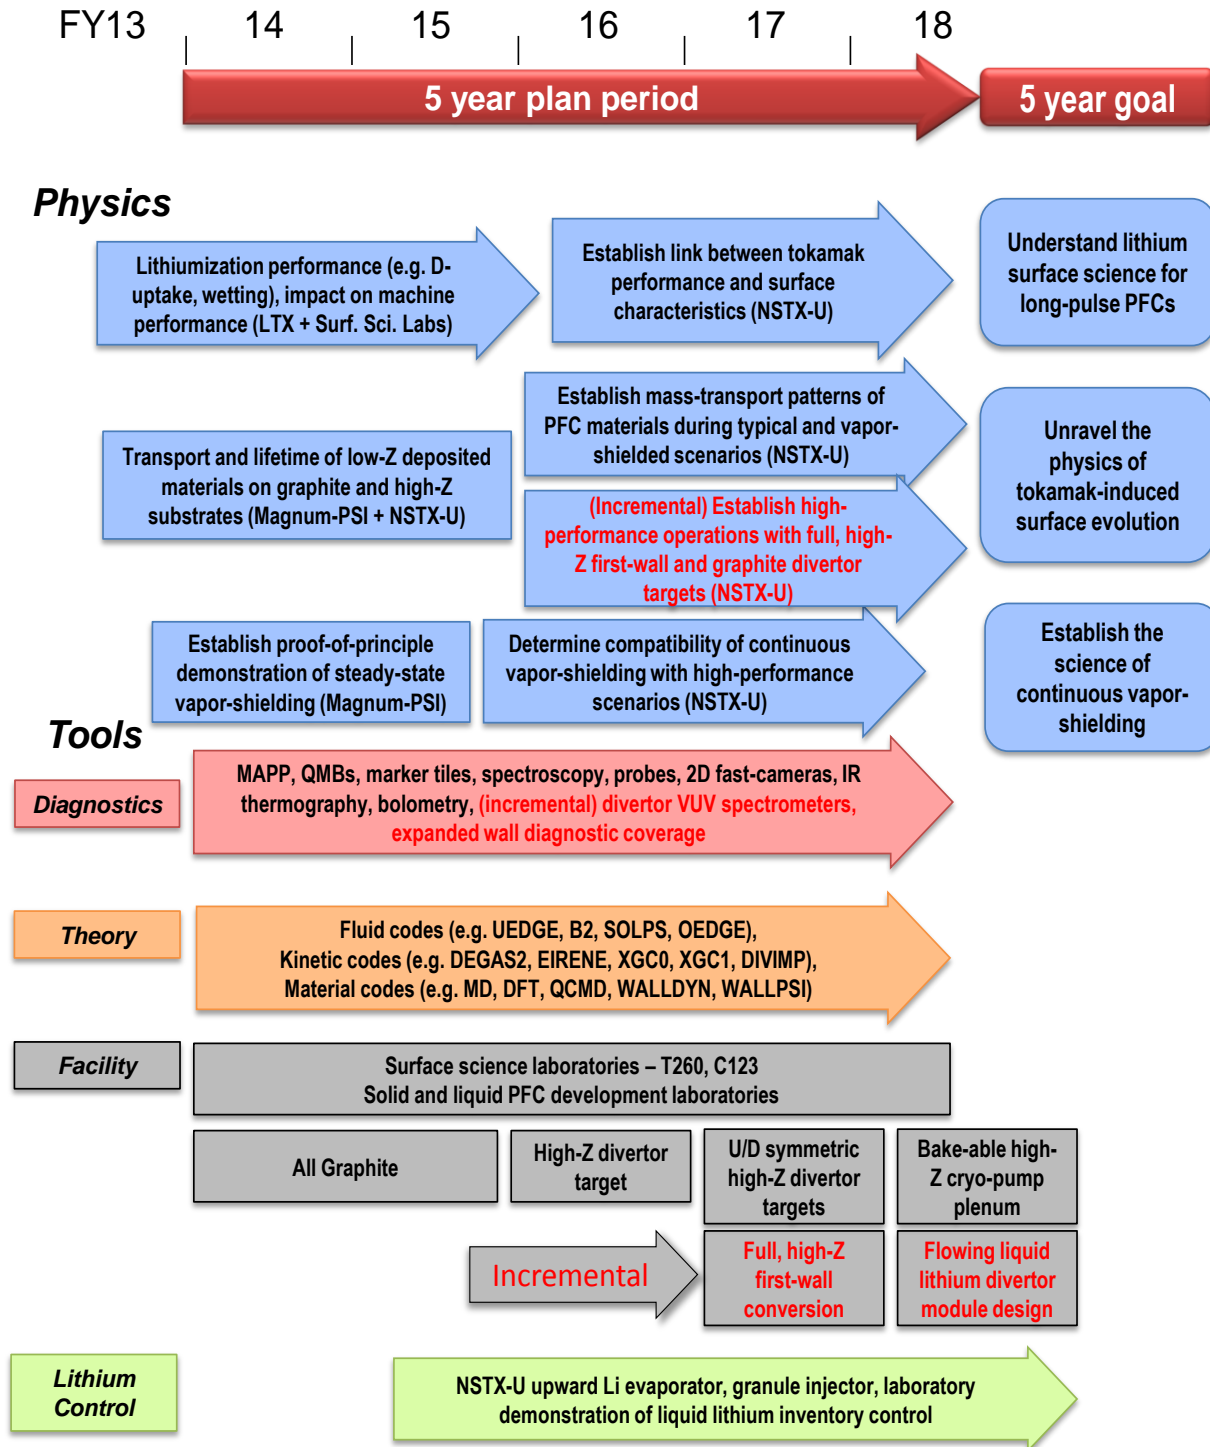 FY13 14 15 16 17 18
5 year plan period
5 year goal
Physics
Lithiumization performance (e.g. D-
uptake, wetting), impact on machine
performance (LTX + Surf. Sci. Labs)
Establish link between tokamak
performance and surface
characteristics (NSTX-U)
Understand lithium
surface science for
long-pulse PFCs
Transport and lifetime of low-Z deposited
materials on graphite and high-Z
substrates (Magnum-PSI + NSTX-U)
Establish mass-transport patterns of
PFC materials during typical and vapor-
shielded scenarios (NSTX-U)
(Incremental) Establish high-
performance operations with full, high-
Z first-wall and graphite divertor
targets (NSTX-U)
Unravel the
physics of
tokamak-induced
surface evolution
Establish proof-of-principle
demonstration of steady-state
vapor-shielding (Magnum-PSI)
Determine compatibility of continuous
vapor-shielding with high-performance
scenarios (NSTX-U)
Establish the
science of
continuous vapor-
shielding
Tools
Diagnostics
MAPP, QMBs, marker tiles, spectroscopy, probes, 2D fast-cameras, IR
thermography, bolometry, (incremental) divertor VUV spectrometers,
expanded wall diagnostic coverage
Theory
Fluid codes (e.g. UEDGE, B2, SOLPS, OEDGE),
Kinetic codes (e.g. DEGAS2, EIRENE, XGC0, XGC1, DIVIMP),
Material codes (e.g. MD, DFT, QCMD, WALLDYN, WALLPSI)
Facility
Surface science laboratories – T260, C123
Solid and liquid PFC development laboratories
All Graphite
High-Z divertor
target
U/D symmetric
high-Z divertor
targets
Bake-able high-
Z cryo-pump
plenum
Incremental
Full, high-Z
first-wall
conversion
Flowing liquid
lithium divertor
module design
Lithium
Control
NSTX-U upward Li evaporator, granule injector, laboratory
demonstration of liquid lithium inventory control